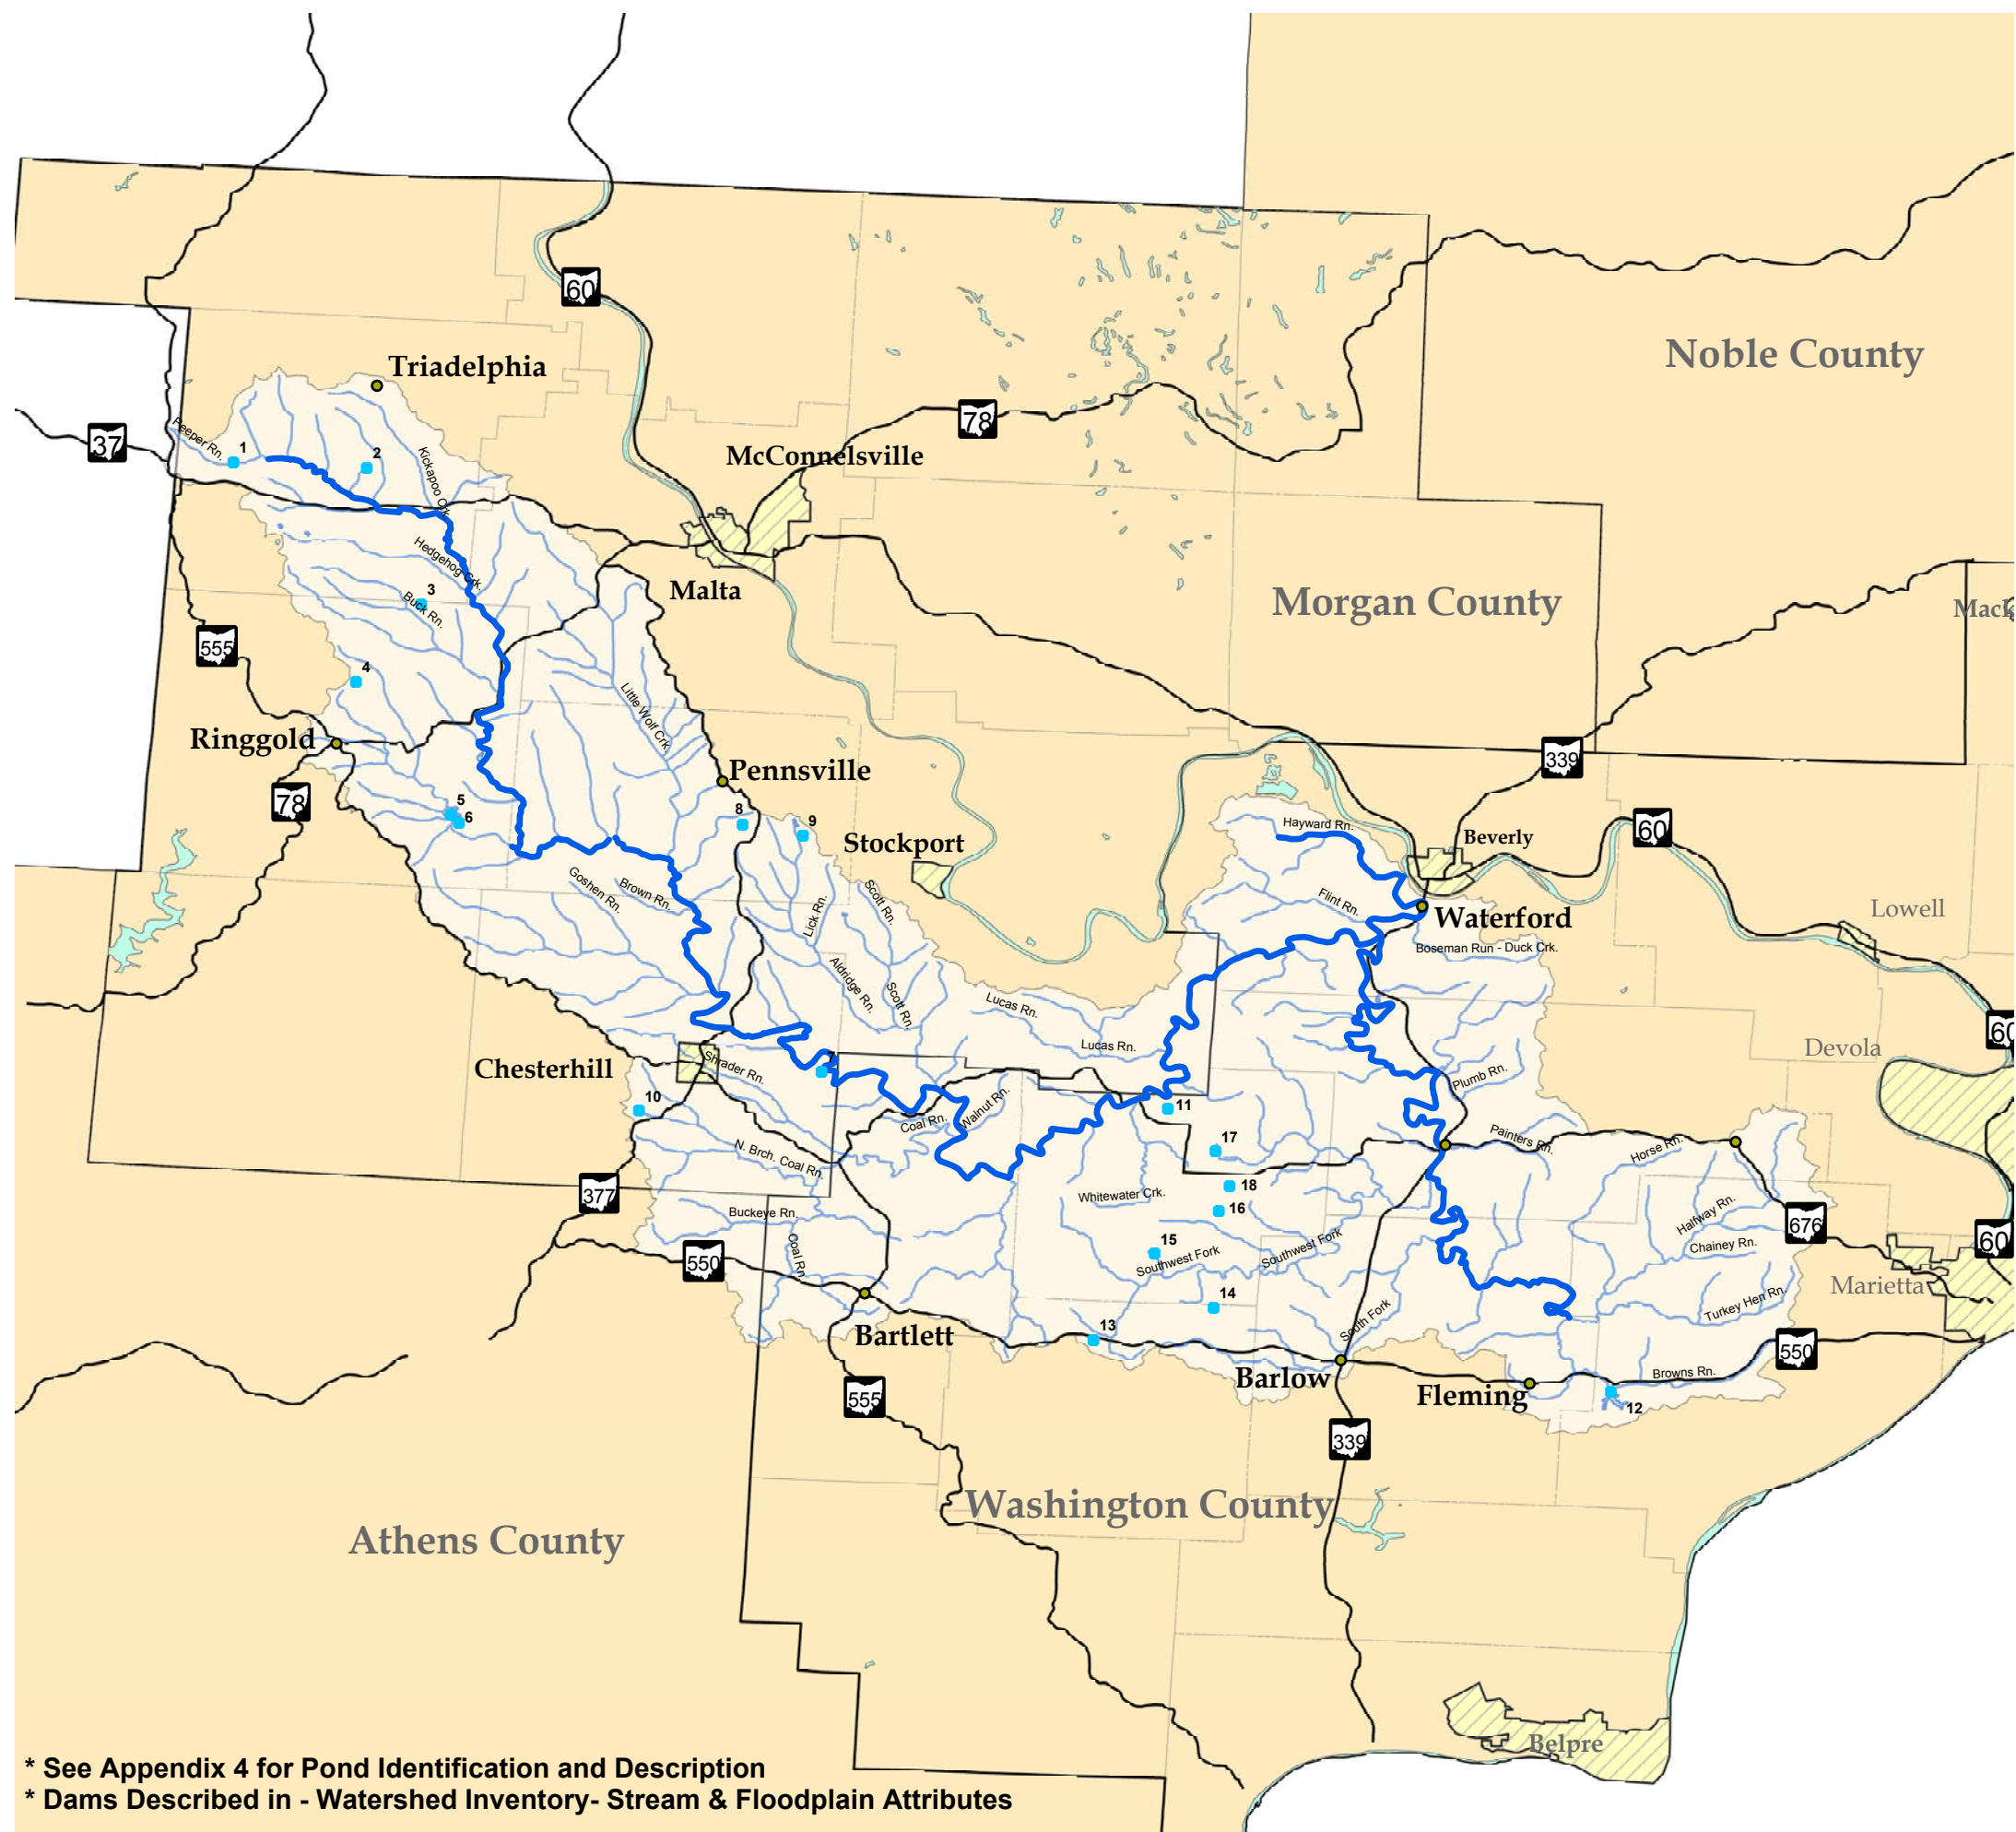 60
Noble County
Triadelphia
78
37
Peeper Rn.
1
2
Kickapoo Crk.
McConnelsville
Hedgehog Crk.
3
Buck Rn.
Malta
Morgan County
555
4
Little Wolf Crk.
Ringgold
Pennsville
339
78
5
6
8
9
Stockport
Hayward Rn.
Beverly
60
Goshen Rn.
Brown Rn.
Lick Rn.
Scott Rn.
Flint Rn.
Waterford
Lowell
Boseman Run - Duck Crk.
Aldridge Rn.
Scott Rn.
Lucas Rn.
Lucas Rn.
60
Devola
Chesterhill
Shrader Rn.
7
Plumb Rn.
10
Coal Rn.
Walnut Rn.
11
17
Painters Rn.
Horse Rn.
N. Brch. Coal Rn.
377
Whitewater Crk.
18
16
Buckeye Rn.
Halfway Rn.
676
60
Coal Rn.
550
15
Southwest Fork
Southwest Fork
Chainey Rn.
Marietta
14
Turkey Hen Rn.
13
South Fork
Bartlett
550
Barlow
Fleming
Browns Rn.
12
555
339
Washington County
Athens County
Belpre
* See Appendix 4 for Pond Identification and Description
* Dams Described in - Watershed Inventory- Stream & Floodplain Attributes